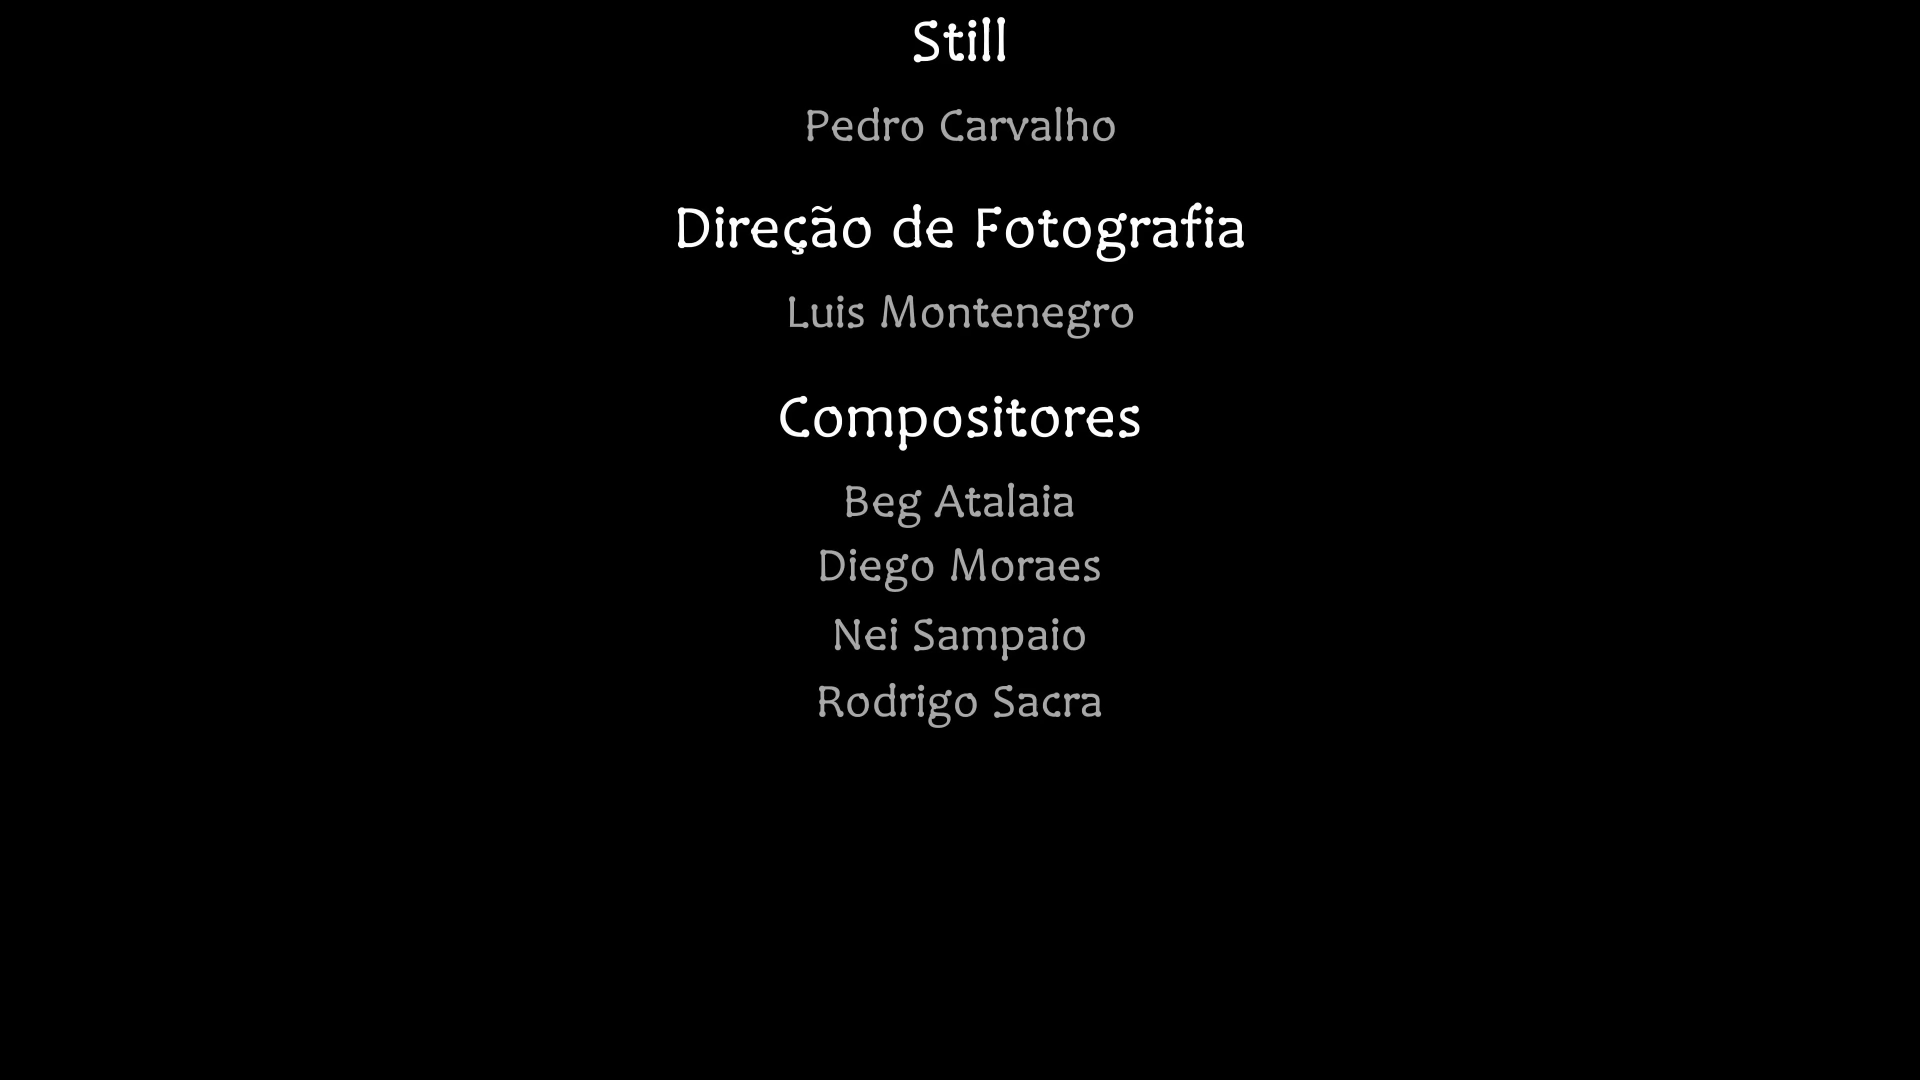 Still
Pedro Carvalho
Direção de Fotografia
Luis Montenegro
Compositores
Beg Atalaia
Diego Moraes
Nei Sampaio
Rodrigo Sacra